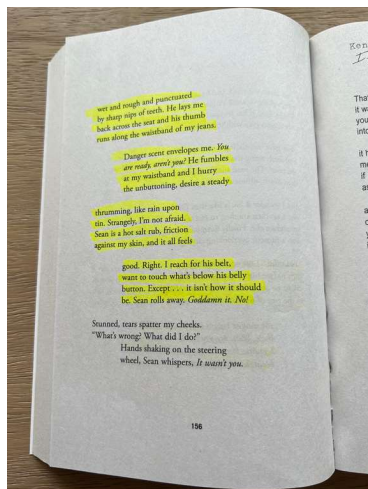 wet and rough and punctuated
by sharp nips of teeth. He lays me
back across the seat and his thumb
runs along the waistband of my jeans.
Danger scent envelopes me. You
are ready, aren't you? He fumbles
at my waistband and I hurry
the unbuttoning, desire a steady
thrumming, like rain upon
tin. Strangely, I'm not afraid.
Sean is a hot salt rub, friction
against my skin, and it all feels
good. Right. I reach for his belt,
want to touch what's below his belly
button. Except . . . it isn't how it should
be. Sean rolls away. Goddamn it. No!
Stunned, tears spatter my cheeks.
"What's wrong? What did I do?"
Hands shaking on the steering
wheel, Sean whispers, It wasn't you.
156